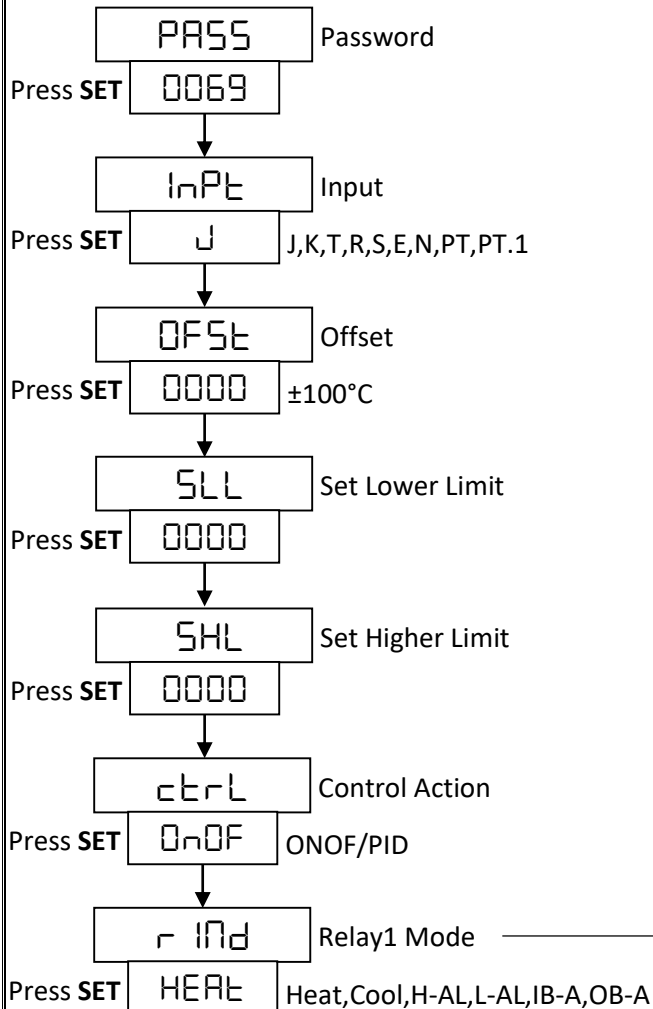 PASS Password
Press SET 0069
InPt Input
Press SET J J,K,T,R,S,E,N,PT,PT.1
OFSt Offset
Press SET 0000 ±100°C
SLL Set Lower Limit
Press SET 0000
SHL Set Higher Limit
Press SET 0000
ctrL Control Action
Press SET OnOF ONOF/PID
r1Md Relay1 Mode
Press SET HEAt Heat,Cool,H-AL,L-AL,IB-A,OB-A